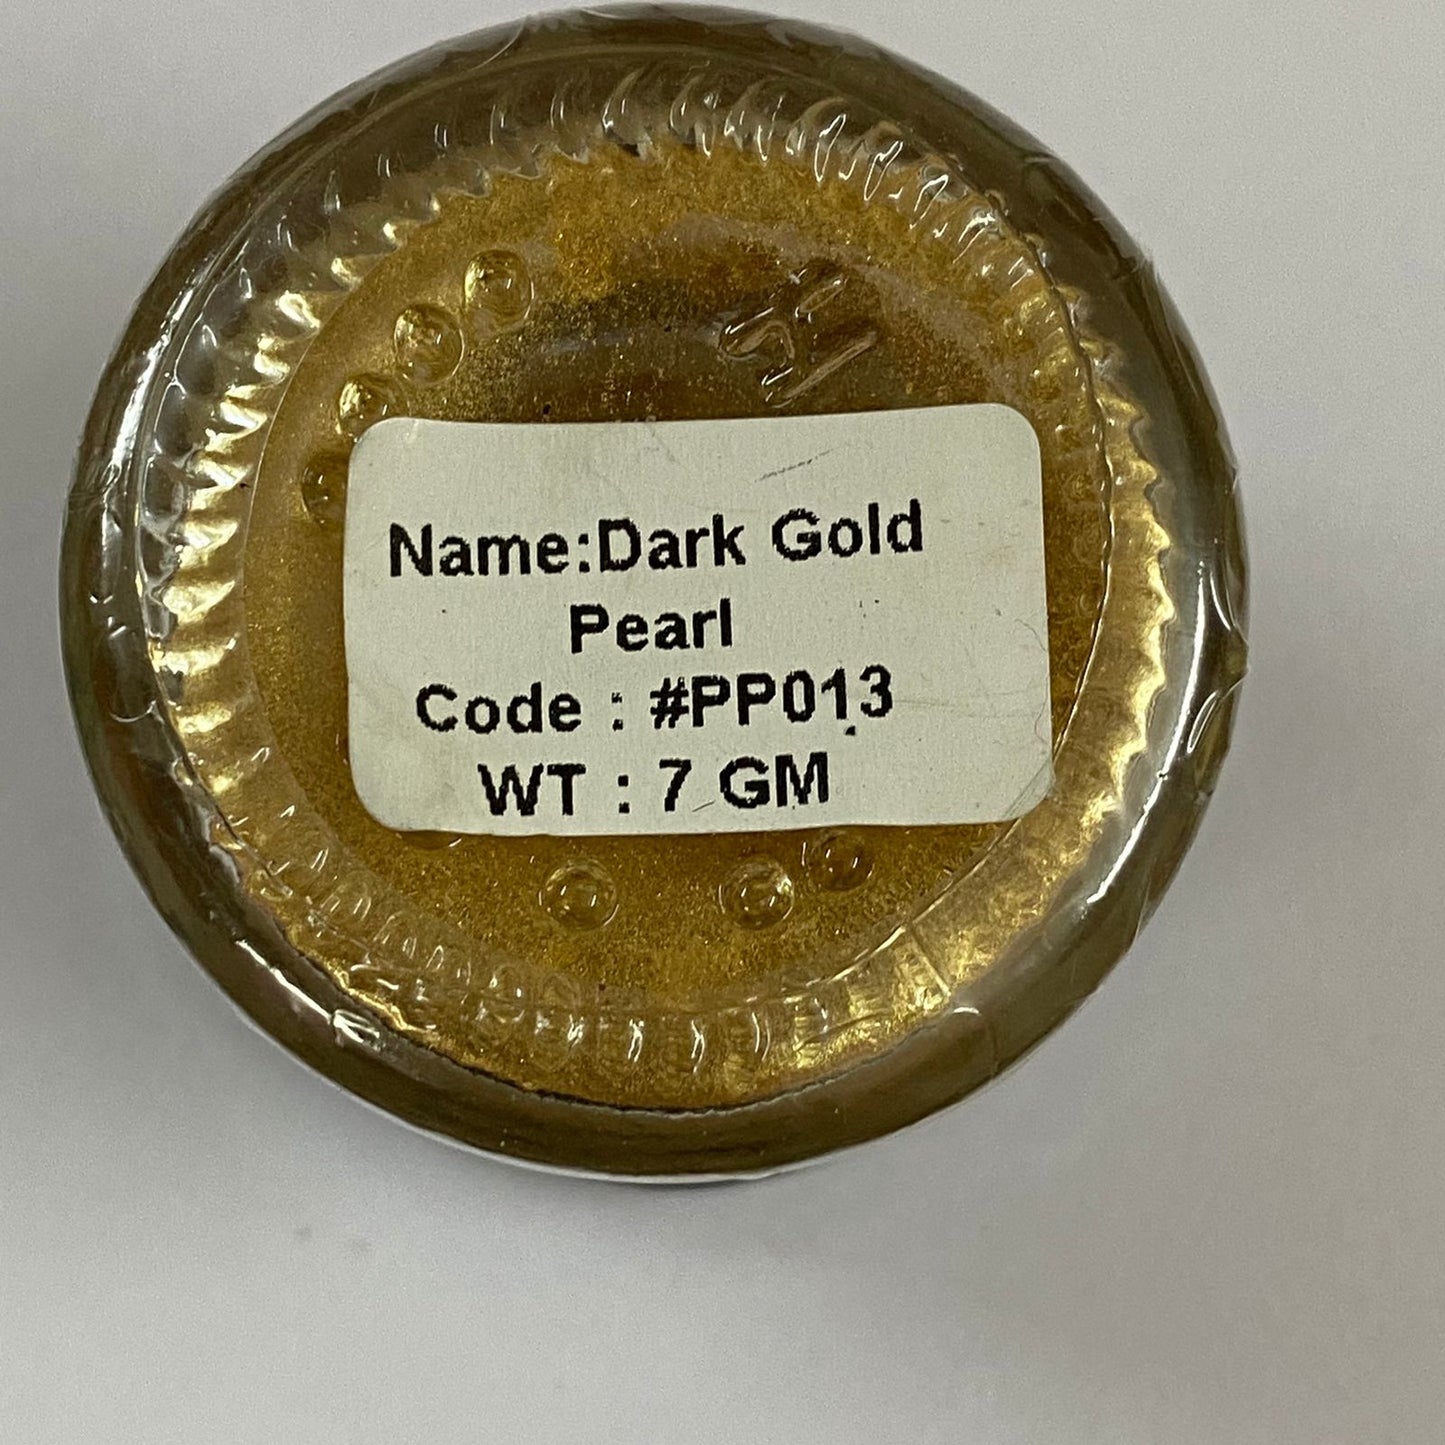 Name:Dark Gold
Pearl
Code : #PP013
WT : 7 GM